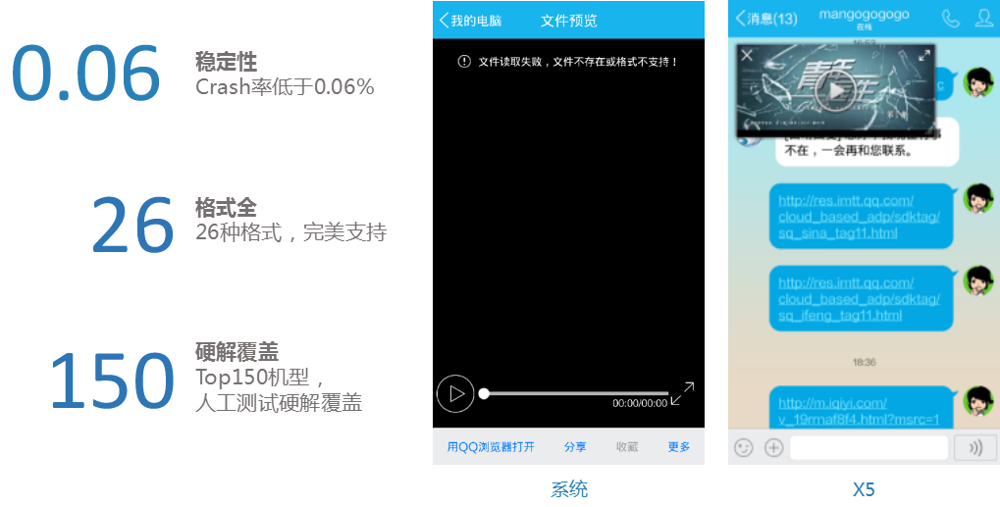 0.06
稳定性
Crash率低于0.06%
26
格式全
26种格式，完美支持
150
硬解覆盖
Top150机型，
人工测试硬解覆盖
我的电脑
文件预览
文件读取失败，文件不存在或格式不支持！
00:00/00:00
用QQ浏览器打开
分享
收藏
更多
系统
消息(13)
mangogogogo
在线
16:53
不在，一会再和您联系。
http://res.imtt.qq.com/
cloud_based_adp/sdktag/
sq_sina_tag11.html
http://res.imtt.qq.com/
cloud_based_adp/sdktag/
sq_ifeng_tag11.html
18:36
http://m.iqiyi.com/
v_19rrnaf8f4.html?msrc=1
X5